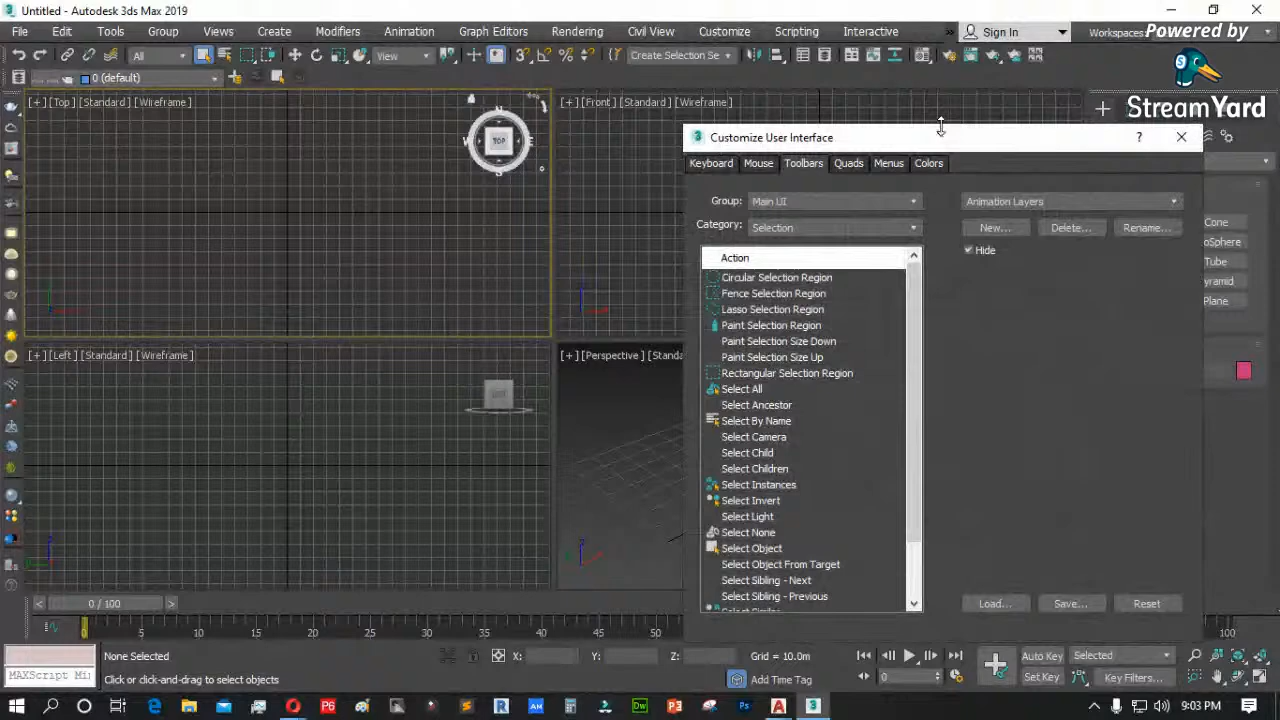 Untitled - Autodesk 3ds Max 2019
File Edit Tools Group Views Create Modifiers Animation Graph Editors Rendering Civil View Customize Scripting Interactive » Sign In Workspaces:
Powered by
StreamYard
All View Create Selection Se
0 (default)
[+] [Top] [Standard] [Wireframe]
[+] [Front] [Standard] [Wireframe]
N
W TOP E
S
Customize User Interface
Keyboard Mouse Toolbars Quads Menus Colors
Group: Main UI
Animation Layers
Category: Selection
New... Delete... Rename...
Hide
Action
Circular Selection Region
Fence Selection Region
Lasso Selection Region
Paint Selection Region
Paint Selection Size Down
Paint Selection Size Up
Rectangular Selection Region
Select All
Select Ancestor
Select By Name
Select Camera
Select Child
Select Children
Select Instances
Select Invert
Select Light
Select None
Select Object
Select Object From Target
Select Sibling - Next
Select Sibling - Previous
Select Similar
Load... Save... Reset
Cone
oSphere
Tube
yramid
Plane
[+] [Left] [Standard] [Wireframe]
[+] [Perspective] [Standa
0 / 100
0 5 10 15 20 25 30 35 40 45 50 100
None Selected
X: Y: Z: Grid = 10.0m
Auto Key Selected
MAXScript Min
Click or click-and-drag to select objects
Add Time Tag
0
Set Key Key Filters...
9:03 PM